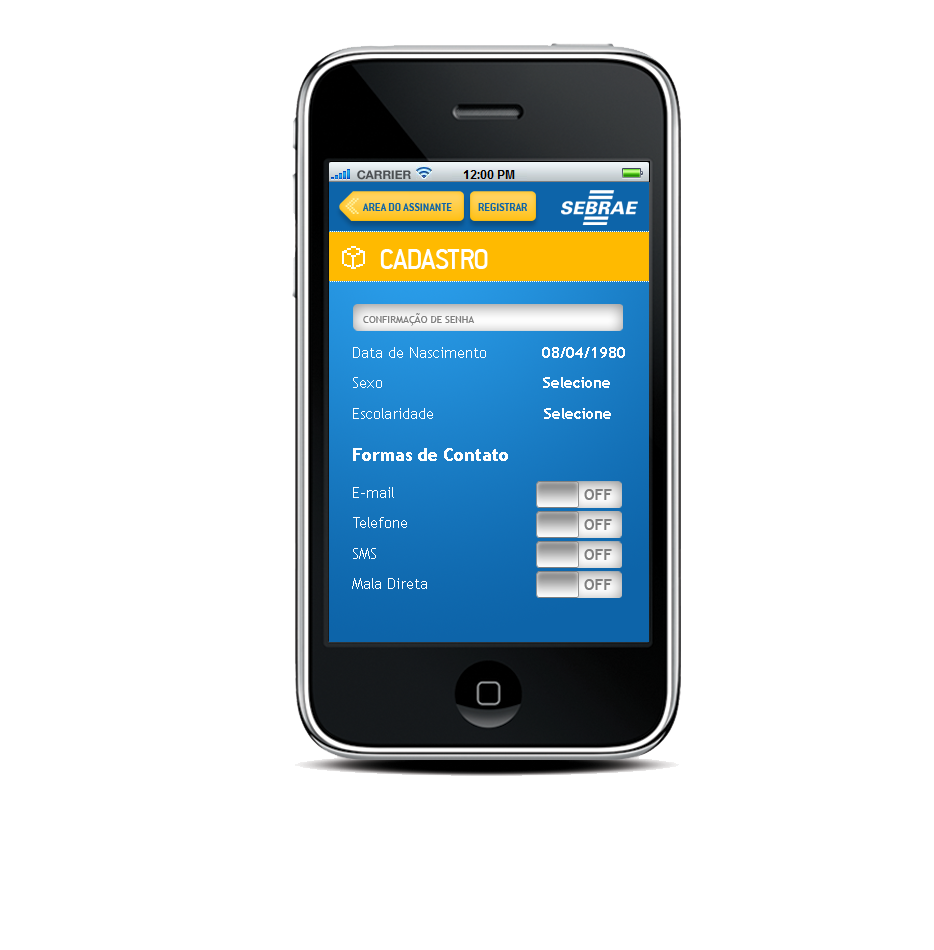 CARRIER 12:00 PM
AREA DO ASSINANTE REGISTRAR SEBRAE
CADASTRO
CONFIRMAÇÃO DE SENHA
Data de Nascimento 08/04/1980
Sexo Selecione
Escolaridade Selecione
Formas de Contato
E-mail OFF
Telefone OFF
SMS OFF
Mala Direta OFF